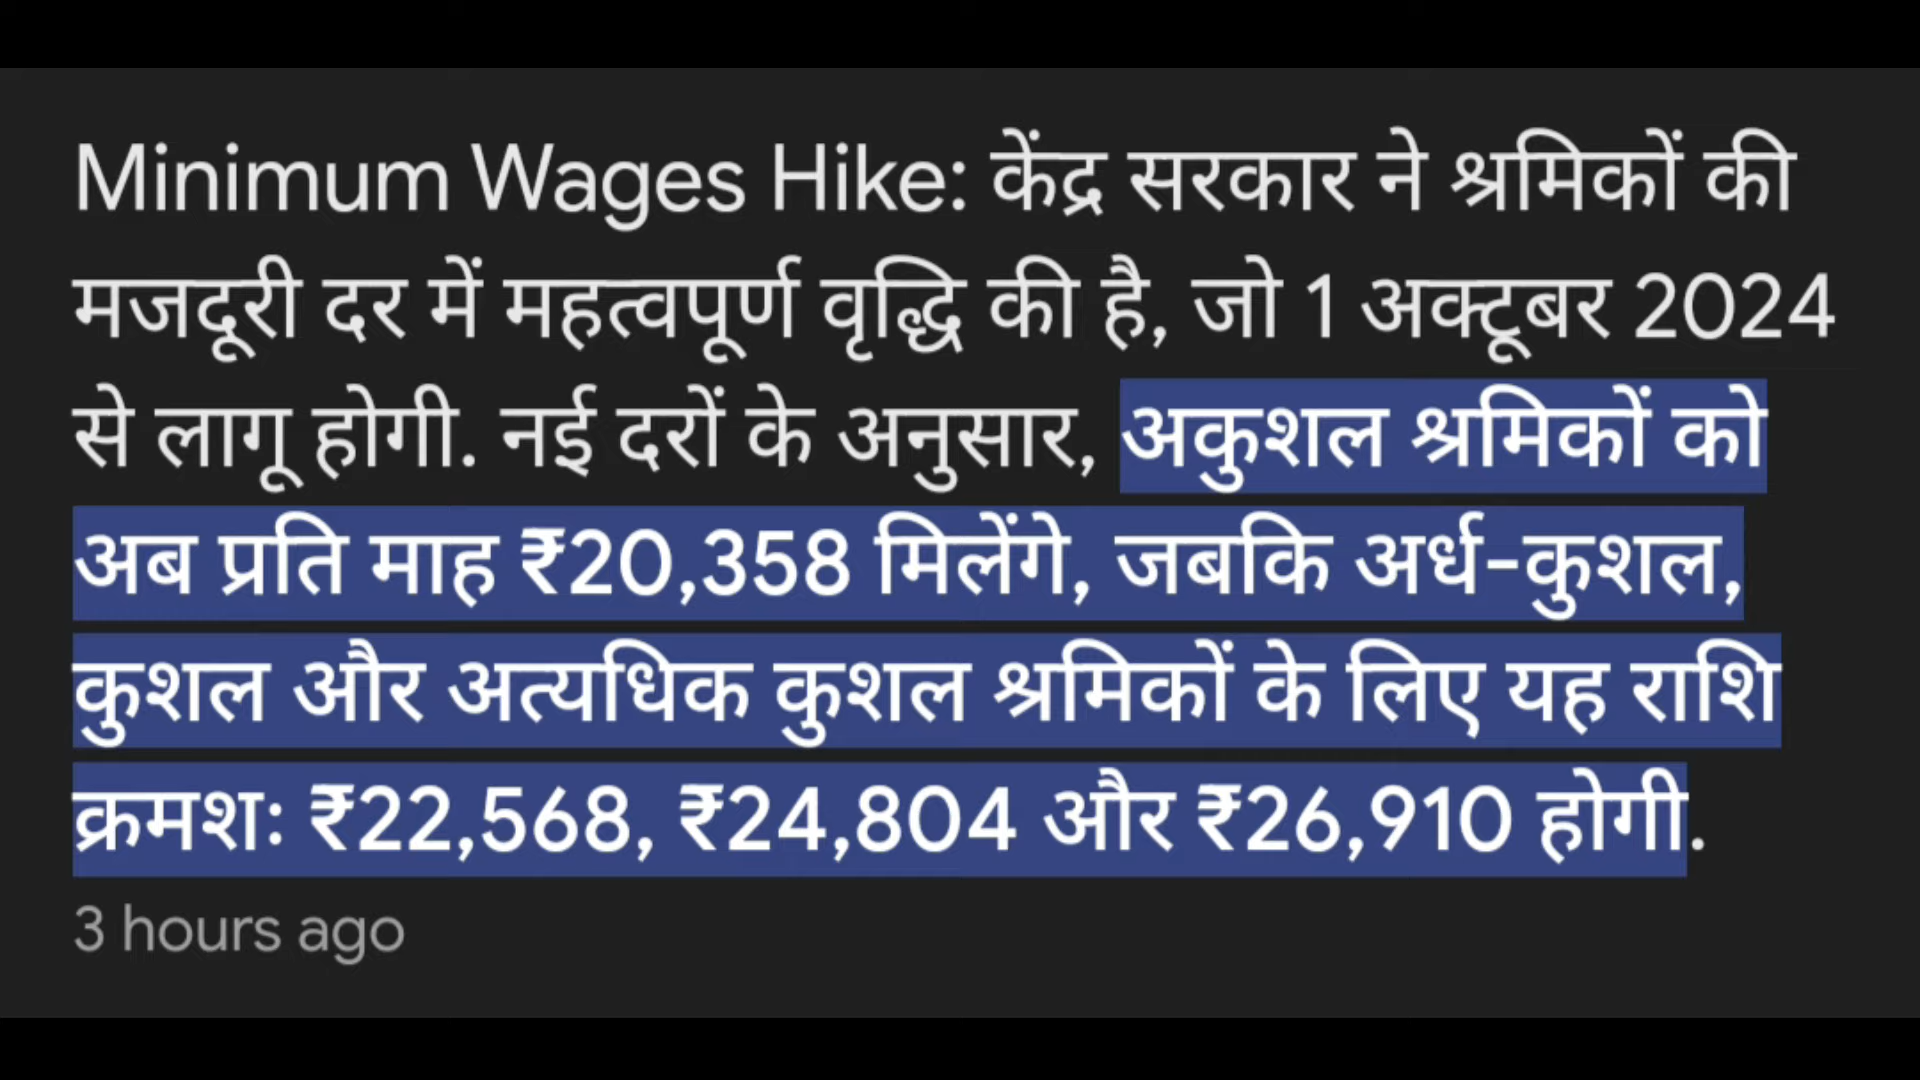 Minimum Wages Hike: केंद्र सरकार ने श्रमिकों की
मजदूरी दर में महत्वपूर्ण वृद्धि की है, जो 1 अक्टूबर 2024
से लागू होगी. नई दरों के अनुसार, अकुशल श्रमिकों को
अब प्रति माह ₹20,358 मिलेंगे, जबकि अर्ध-कुशल,
कुशल और अत्यधिक कुशल श्रमिकों के लिए यह राशि
क्रमशः ₹22,568, ₹24,804 और ₹26,910 होगी.
3 hours ago